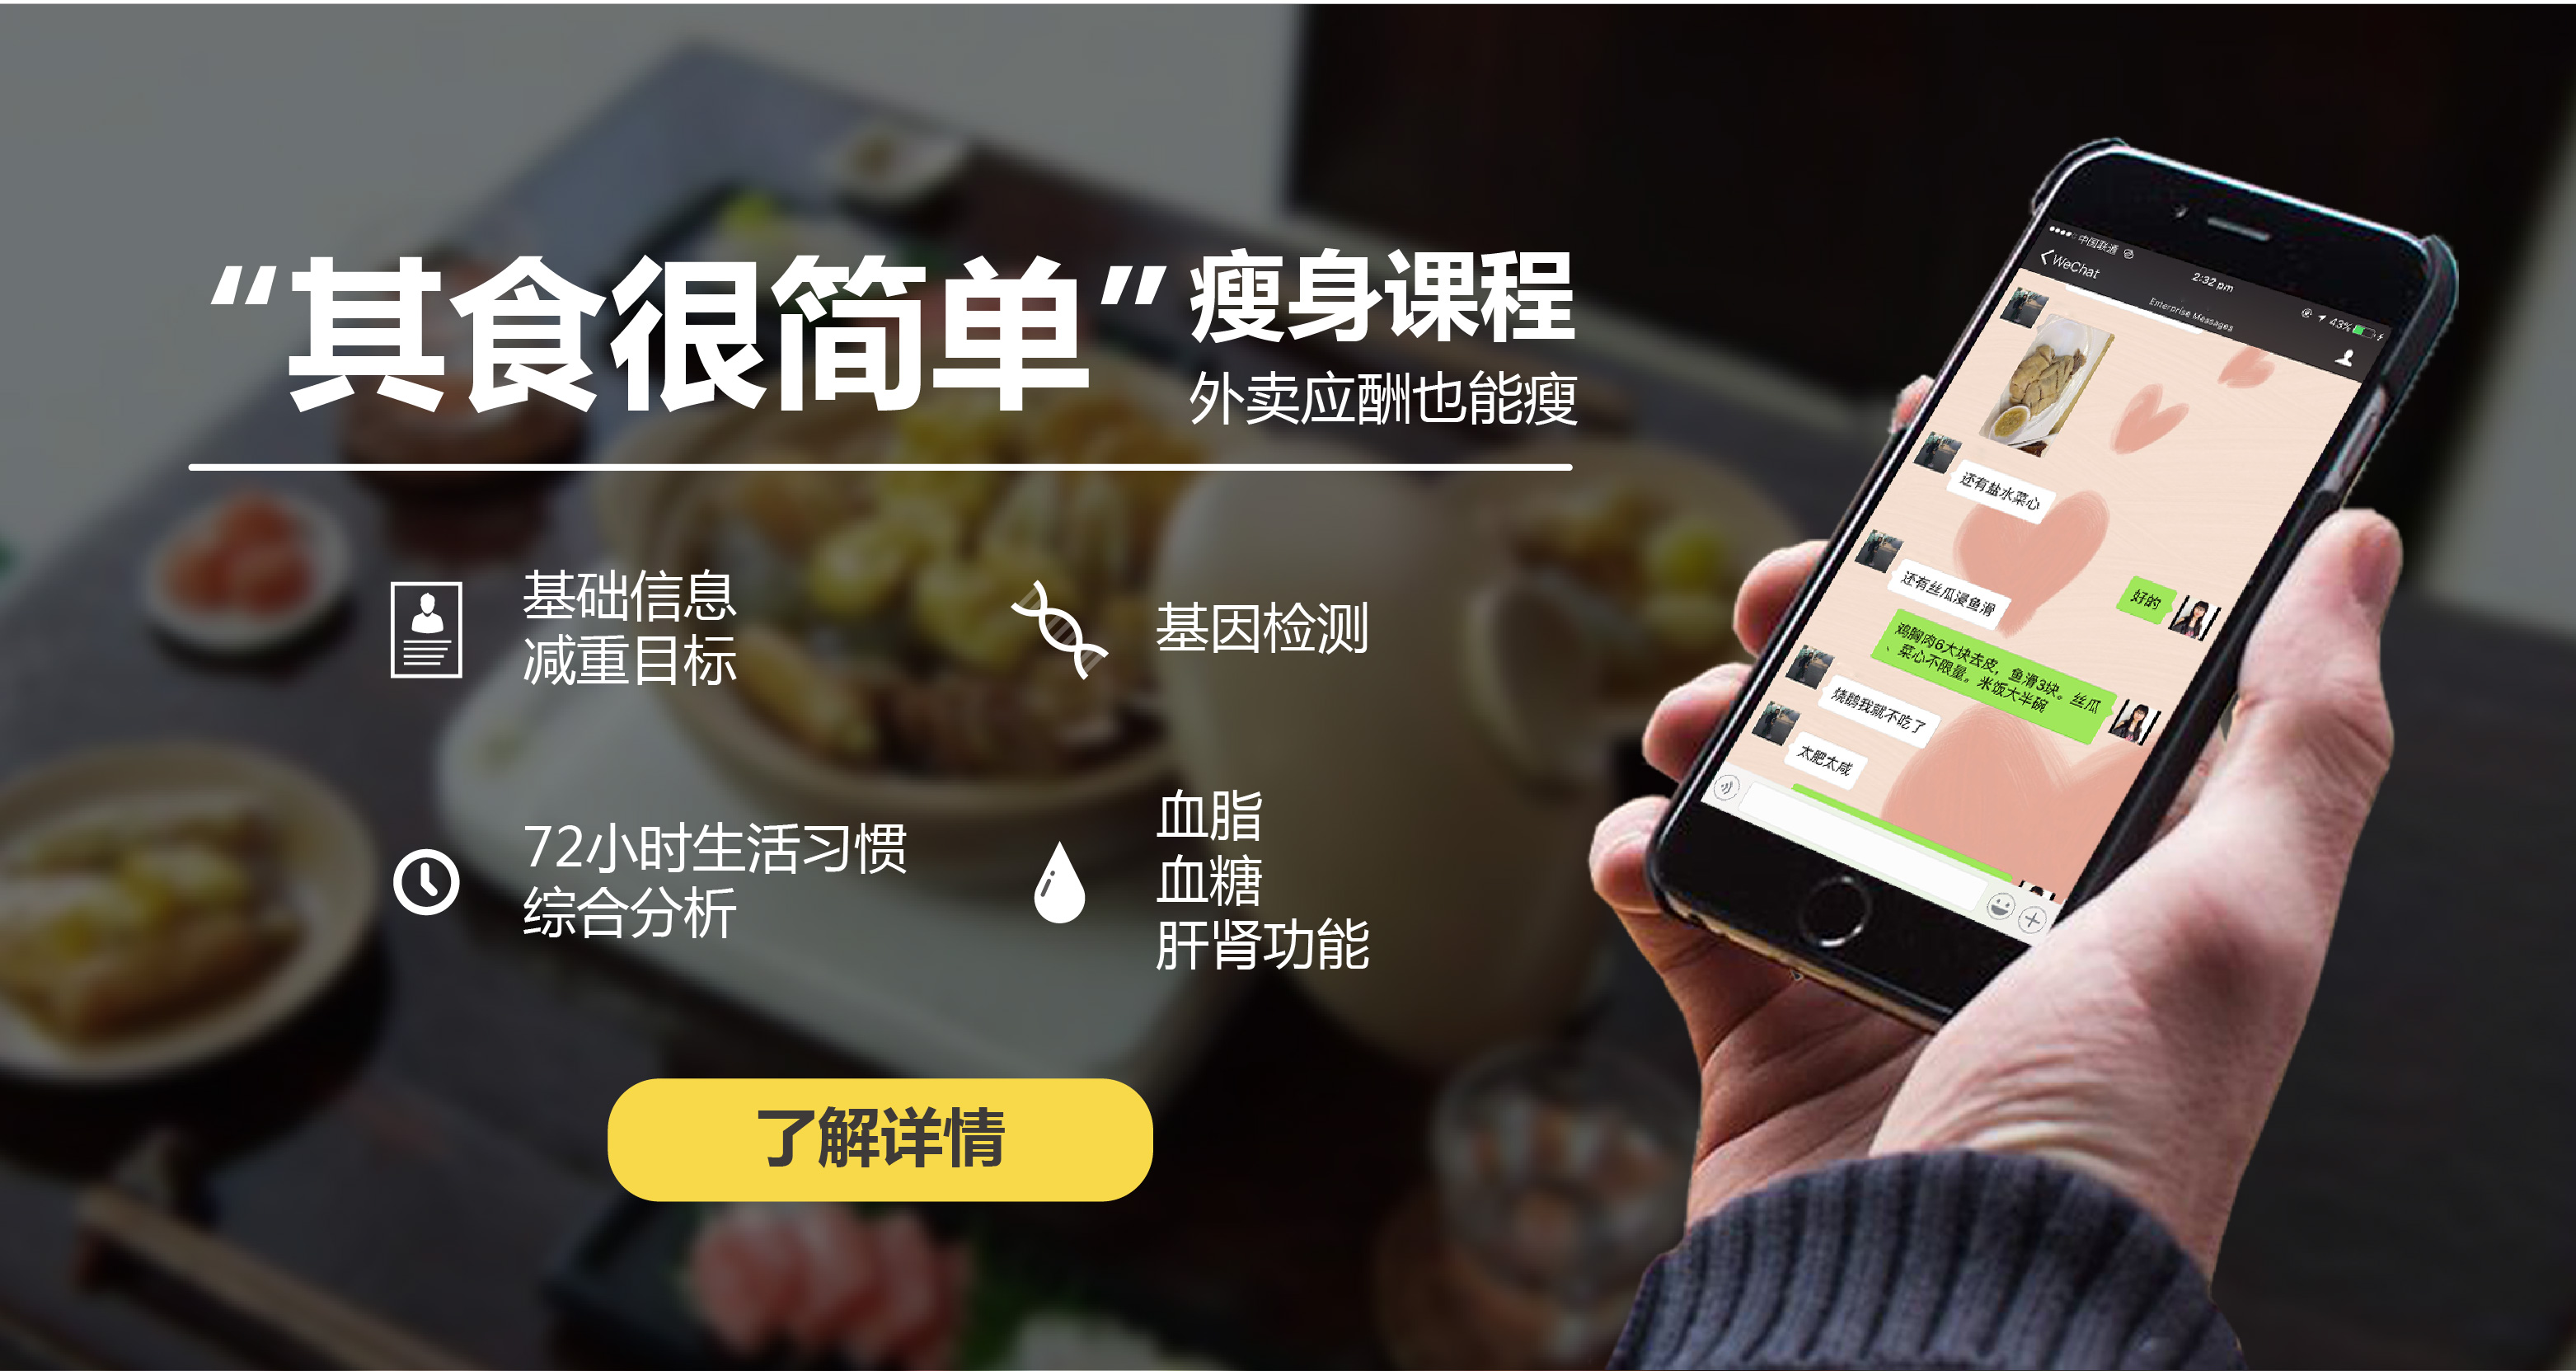 “其食很简单”
瘦身课程
外卖应酬也能瘦
基础信息
减重目标
基因检测
72小时生活习惯
综合分析
血脂
血糖
肝肾功能
了解详情
中国联通
2:32 pm
43%
WeChat
Enterprise Messages
还有盐水菜心
还有丝瓜浸鱼滑
好的
鸡胸肉6大块去皮，鱼滑3块。丝瓜
、菜心不限量。米饭大半碗
烧鹅我就不吃了
太肥太咸